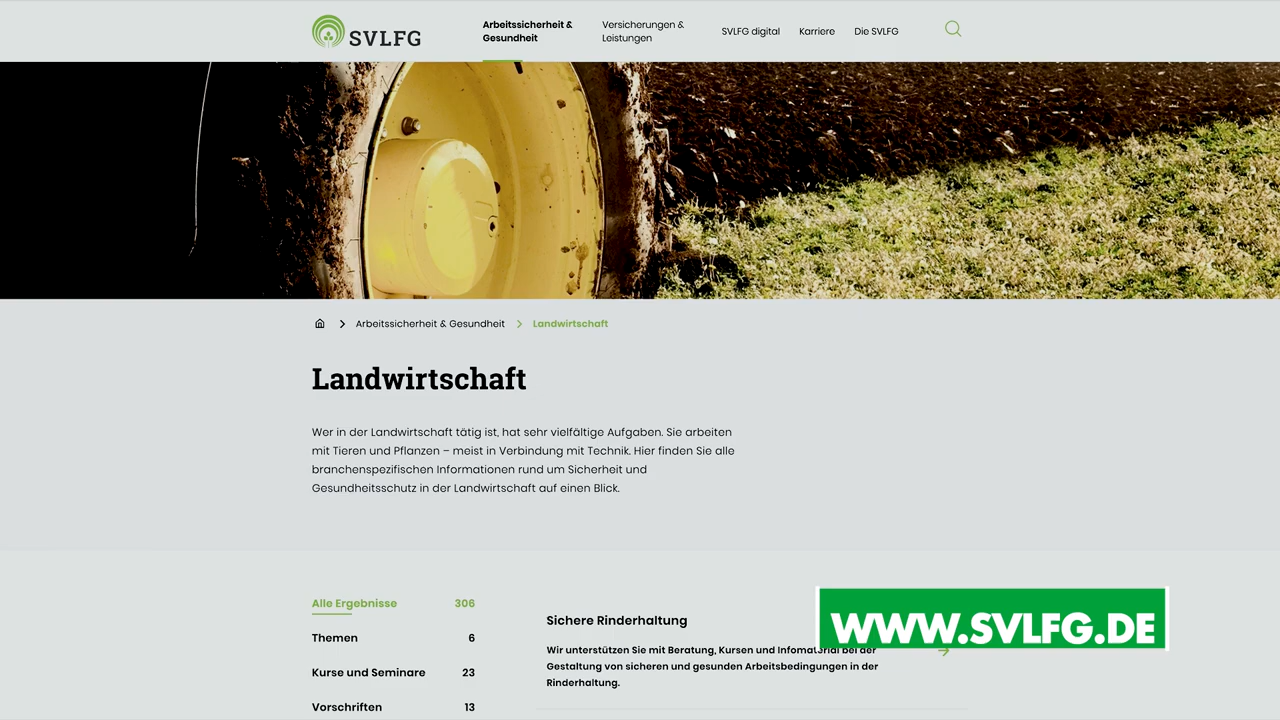 SVLFG
Arbeitssicherheit &
Gesundheit
Versicherungen &
Leistungen
SVLFG digital
Karriere
Die SVLFG
Arbeitssicherheit & Gesundheit
Landwirtschaft
Landwirtschaft
Wer in der Landwirtschaft tätig ist, hat sehr vielfältige Aufgaben. Sie arbeiten
mit Tieren und Pflanzen – meist in Verbindung mit Technik. Hier finden Sie alle
branchenspezifischen Informationen rund um Sicherheit und
Gesundheitsschutz in der Landwirtschaft auf einen Blick.
Alle Ergebnisse 306
Themen 6
Kurse und Seminare 23
Vorschriften 13
Sichere Rinderhaltung
Wir unterstützen Sie mit Beratung, Kursen und Infomaterial bei der
Gestaltung von sicheren und gesunden Arbeitsbedingungen in der
Rinderhaltung.
WWW.SVLFG.DE